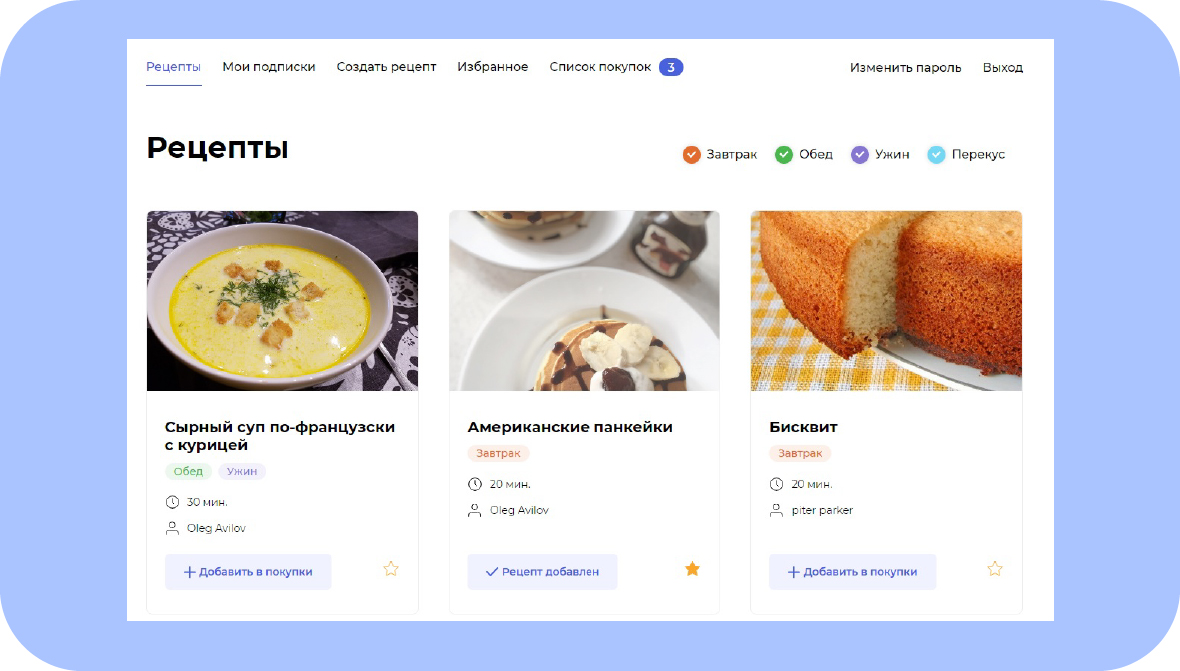 Рецепты Мои подписки Создать рецепт Избранное Список покупок 3 Изменить пароль Выход
Рецепты
Завтрак Обед Ужин Перекус
Сырный суп по-французски
с курицей
Обед Ужин
30 мин.
Oleg Avilov
Добавить в покупки
Американские панкейки
Завтрак
20 мин.
Oleg Avilov
Рецепт добавлен
Бисквит
Завтрак
20 мин.
piter parker
Добавить в покупки